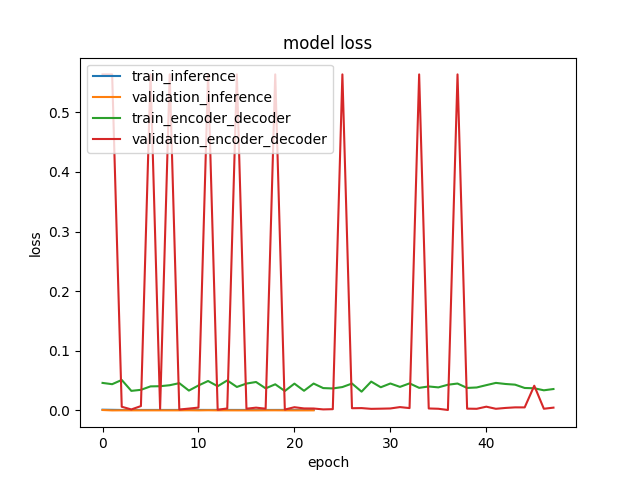 model loss
train_inference
validation_inference
train_encoder_decoder
validation_encoder_decoder
0.5
0.4
0.3
0.2
0.1
0.0
loss
0 10 20 30 40
epoch